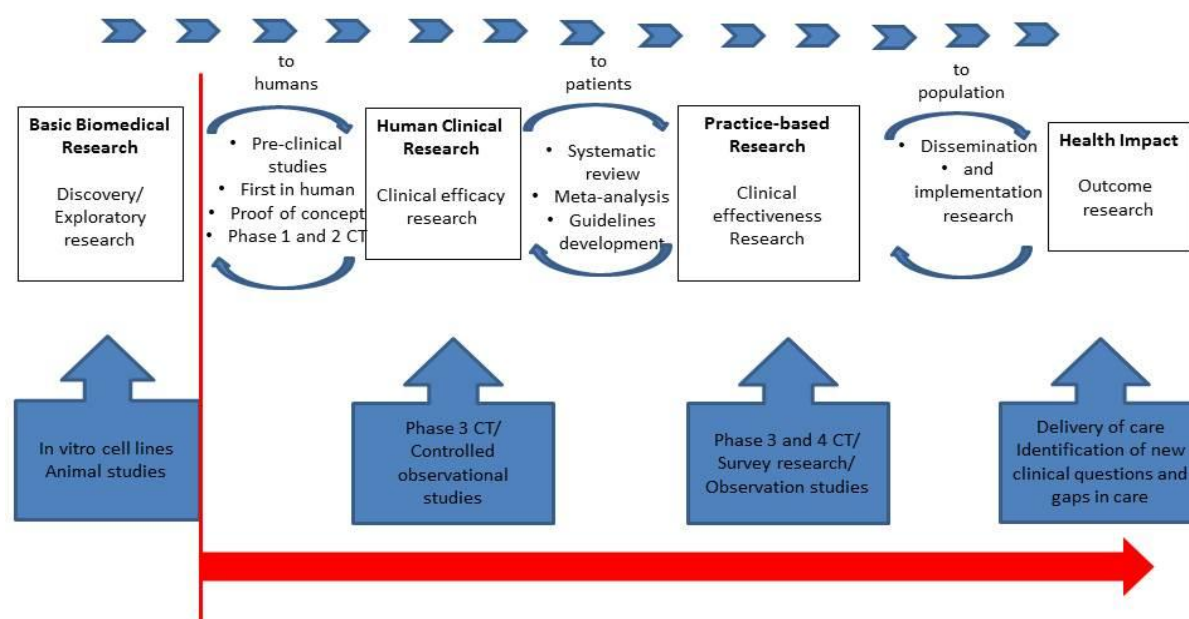 to
humans
to
patients
to
population
Basic Biomedical
Research
Discovery/
Exploratory
research
• Pre-clinical
studies
• First in human
• Proof of concept
• Phase 1 and 2 CT
Human Clinical
Research
Clinical efficacy
research
• Systematic
review
• Meta-analysis
• Guidelines
development
Practice-based
Research
Clinical
effectiveness
Research
• Dissemination
• and
implementation
research
Health Impact
Outcome
research
In vitro cell lines
Animal studies
Phase 3 CT/
Controlled
observational
studies
Phase 3 and 4 CT/
Survey research/
Observation studies
Delivery of care
Identification of new
clinical questions and
gaps in care